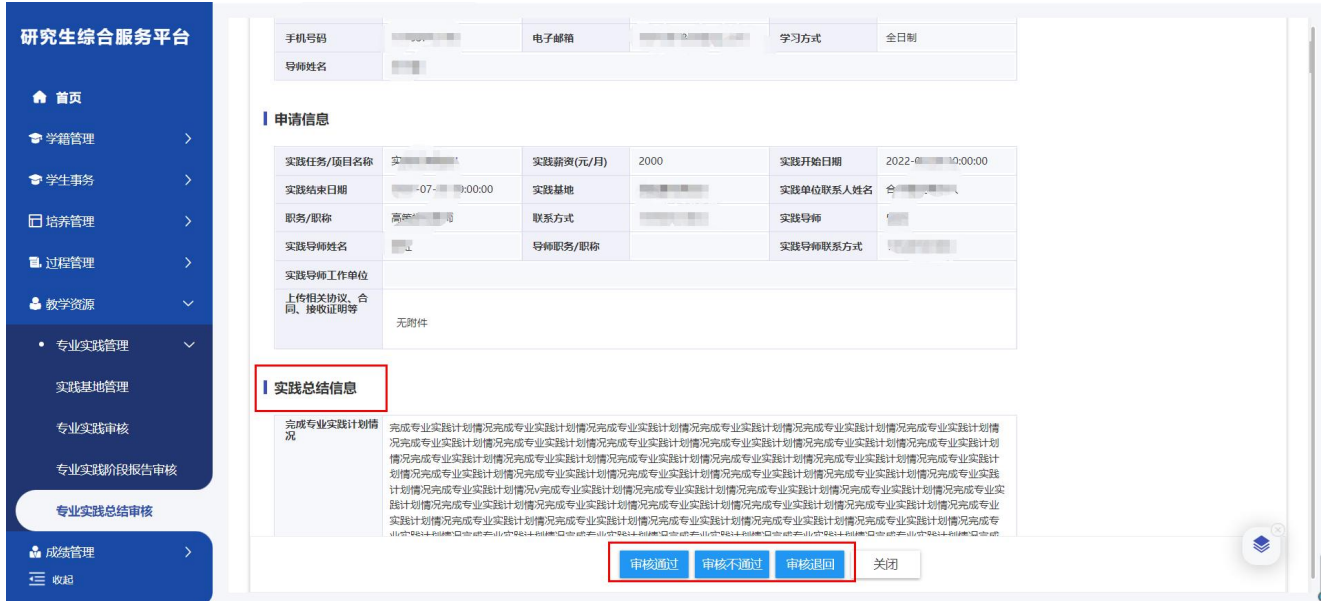 研究生综合服务平台
首页
学籍管理
学生事务
培养管理
过程管理
教学资源
专业实践管理
实践基地管理
专业实践审核
专业实践阶段报告审核
专业实践总结审核
成绩管理
收起
手机号码 电子邮箱 学习方式 全日制
导师姓名
申请信息
实践任务/项目名称 实 实践薪资(元/月) 2000 实践开始日期 2022- 0:00:00
实践结束日期 -07- 0:00:00 实践基地 实践单位联系人姓名
职务/职称 高等 联系方式 实践导师
实践导师姓名 导师职务/职称 实践导师联系方式
实践导师工作单位
上传相关协议、合
同、接收证明等
无附件
实践总结信息
完成专业实践计划情
况
完成专业实践计划情况完成专业实践计划情况完成专业实践计划情况完成专业实践计划情况完成专业实践计划情况完成专业实践计划情
况完成专业实践计划情况完成专业实践计划情况完成专业实践计划情况完成专业实践计划情况完成专业实践计划情况完成专业实践计划
情况完成专业实践计划情况完成专业实践计划情况完成专业实践计划情况完成专业实践计划情况完成专业实践计划情况完成专业实践计
划情况完成专业实践计划情况完成专业实践计划情况完成专业实践计划情况完成专业实践计划情况完成专业实践计划情况完成专业实践
计划情况完成专业实践计划情况v完成专业实践计划情况完成专业实践计划情况完成专业实践计划情况完成专业实践计划情况完成专业实
践计划情况完成专业实践计划情况完成专业实践计划情况完成专业实践计划情况完成专业实践计划情况完成专业实践计划情况完成专业
实践计划情况完成专业实践计划情况完成专业实践计划情况完成专业实践计划情况完成专业实践计划情况完成专业实践计划情况完成专
审核通过 审核不通过 审核退回 关闭